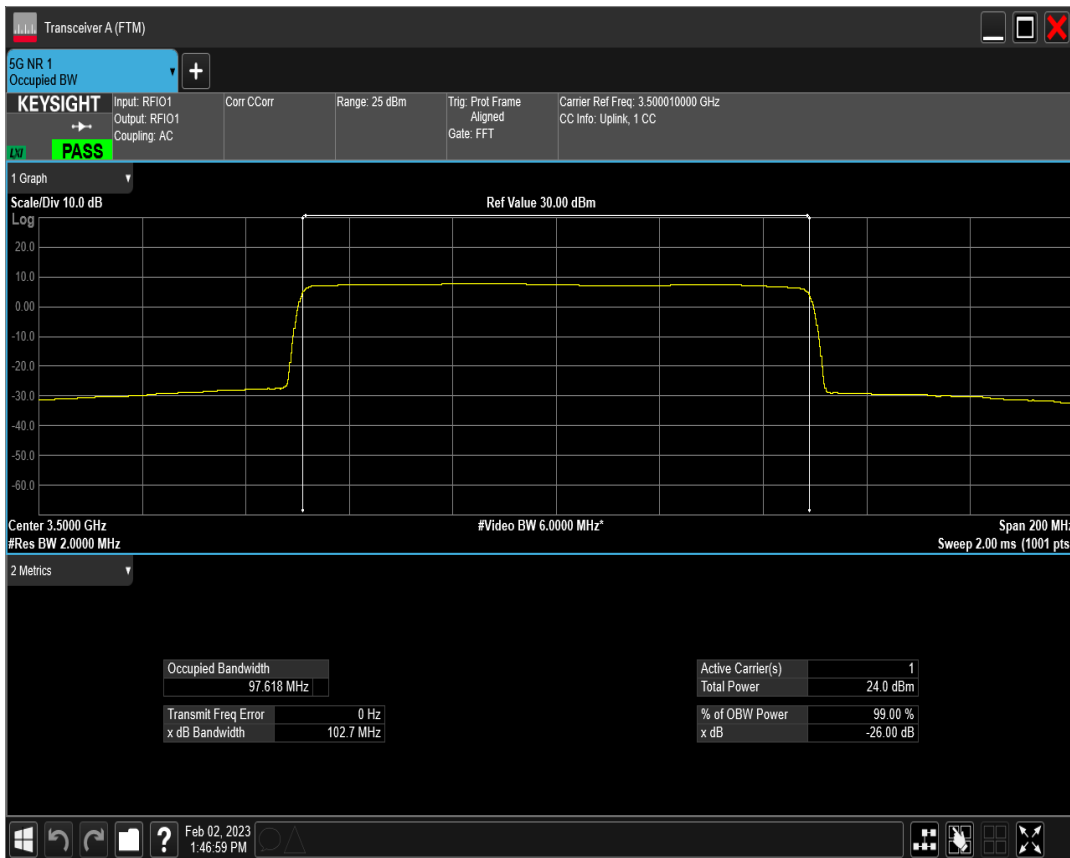 Transceiver A (FTM)
5G NR 1
Occupied BW
+
KEYSIGHT
LXI
PASS
Input: RFIO1
Output: RFIO1
Coupling: AC
Corr CCorr
Range: 25 dBm
Trig: Prot Frame
Aligned
Gate: FFT
Carrier Ref Freq: 3.500010000 GHz
CC Info: Uplink, 1 CC
1 Graph
Scale/Div 10.0 dB
Ref Value 30.00 dBm
Log
20.0
10.0
0.00
-10.0
-20.0
-30.0
-40.0
-50.0
-60.0
Center 3.5000 GHz
#Video BW 6.0000 MHz*
Span 200 MHz
#Res BW 2.0000 MHz
Sweep 2.00 ms (1001 pts
2 Metrics
Occupied Bandwidth
97.618 MHz
Transmit Freq Error 0 Hz
x dB Bandwidth 102.7 MHz
Active Carrier(s) 1
Total Power 24.0 dBm
% of OBW Power 99.00 %
x dB -26.00 dB
?
Feb 02, 2023
1:46:59 PM